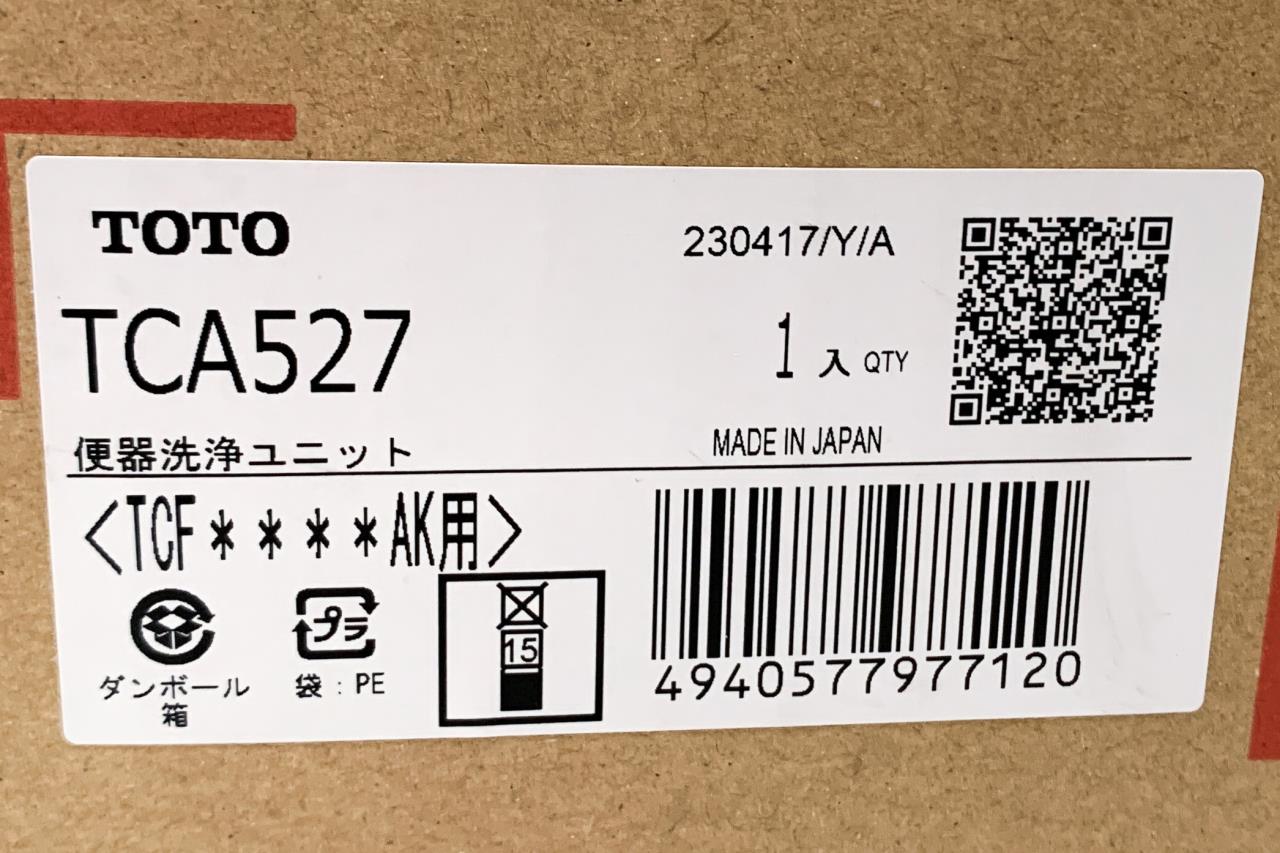 TOTO
230417/Y/A
TCA527
1 入 QTY
便器洗浄ユニット
MADE IN JAPAN
<TCF****AK用>
プラ
15
ダンボール
箱
袋:PE
4940577977120